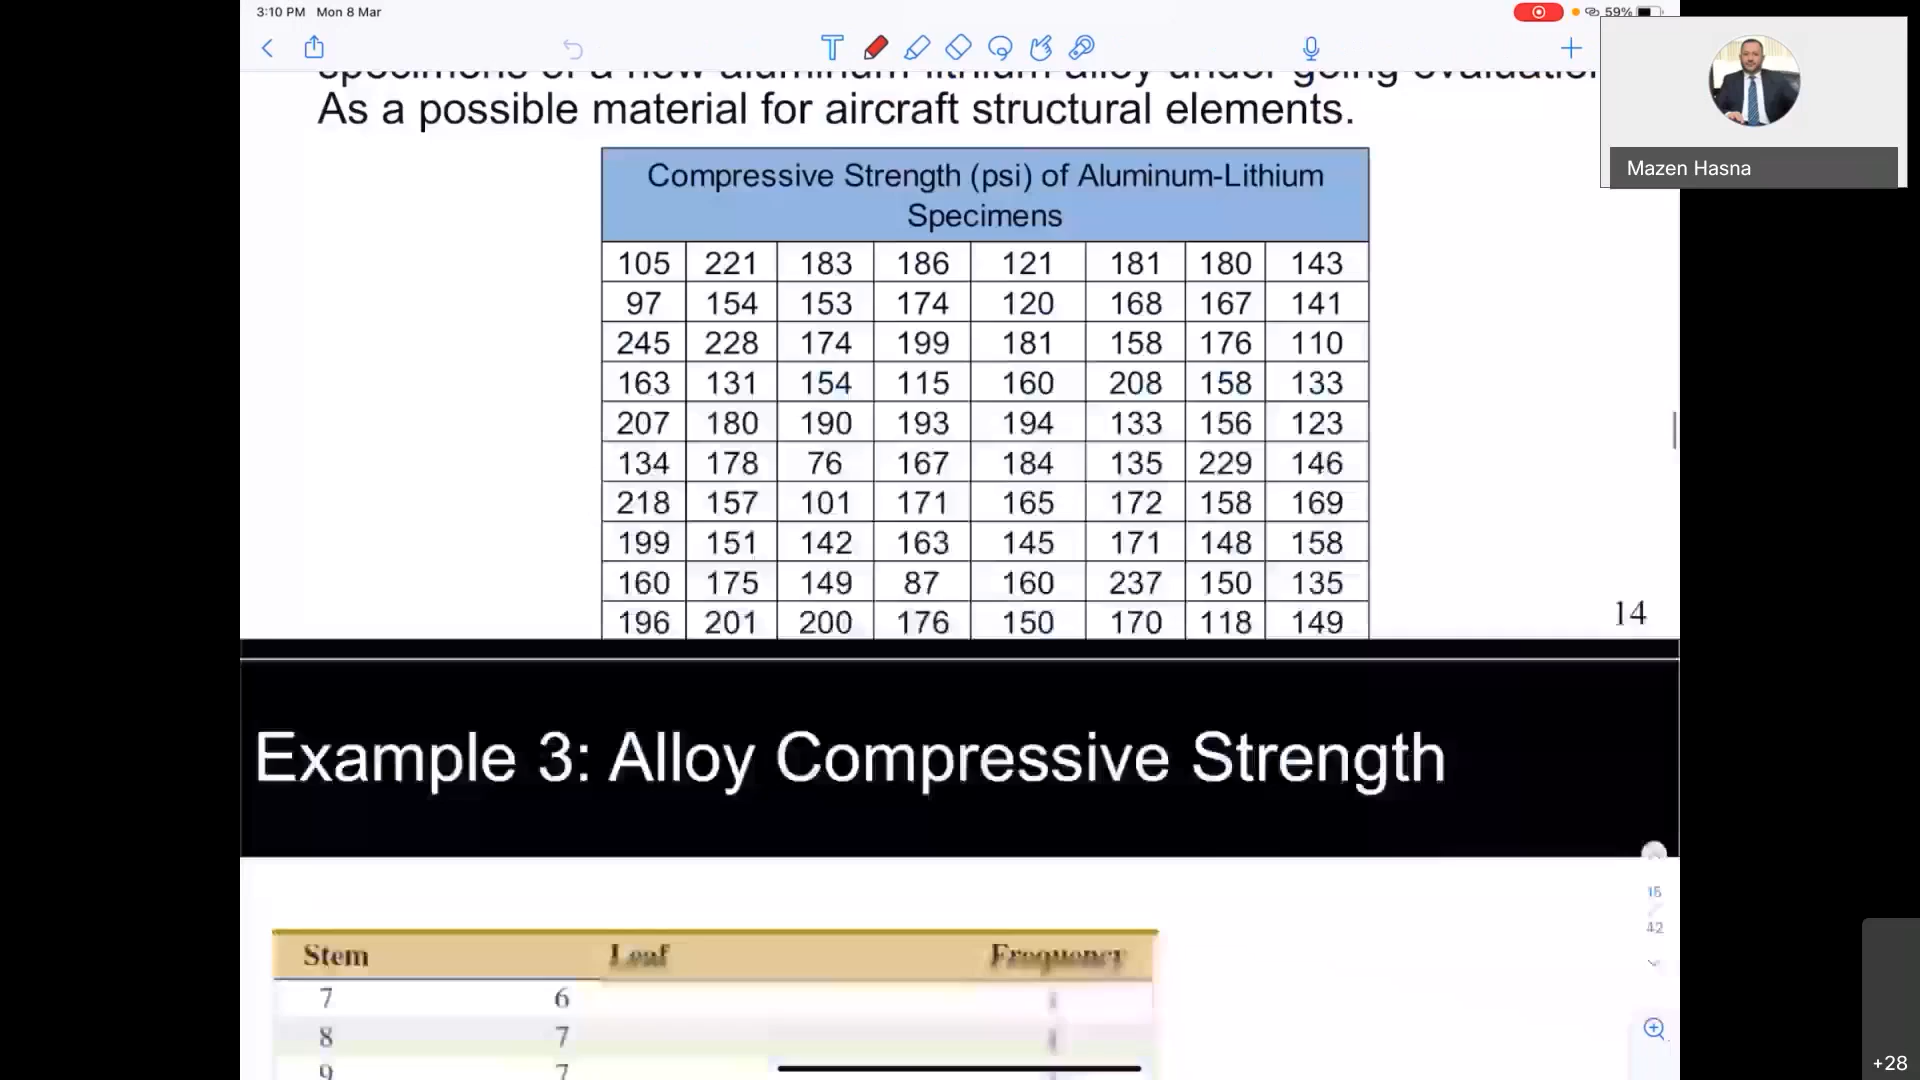 3:10 PM Mon 8 Mar
59%
As a possible material for aircraft structural elements.
Mazen Hasna
Compressive Strength (psi) of Aluminum-Lithium
Specimens
105 221 183 186 121 181 180 143
97 154 153 174 120 168 167 141
245 228 174 199 181 158 176 110
163 131 154 115 160 208 158 133
207 180 190 193 194 133 156 123
134 178 76 167 184 135 229 146
218 157 101 171 165 172 158 169
199 151 142 163 145 171 148 158
160 175 149 87 160 237 150 135
196 201 200 176 150 170 118 149
14
Example 3: Alloy Compressive Strength
15
42
Stem Leaf Frequency
7 6
8 7
9 7
+28